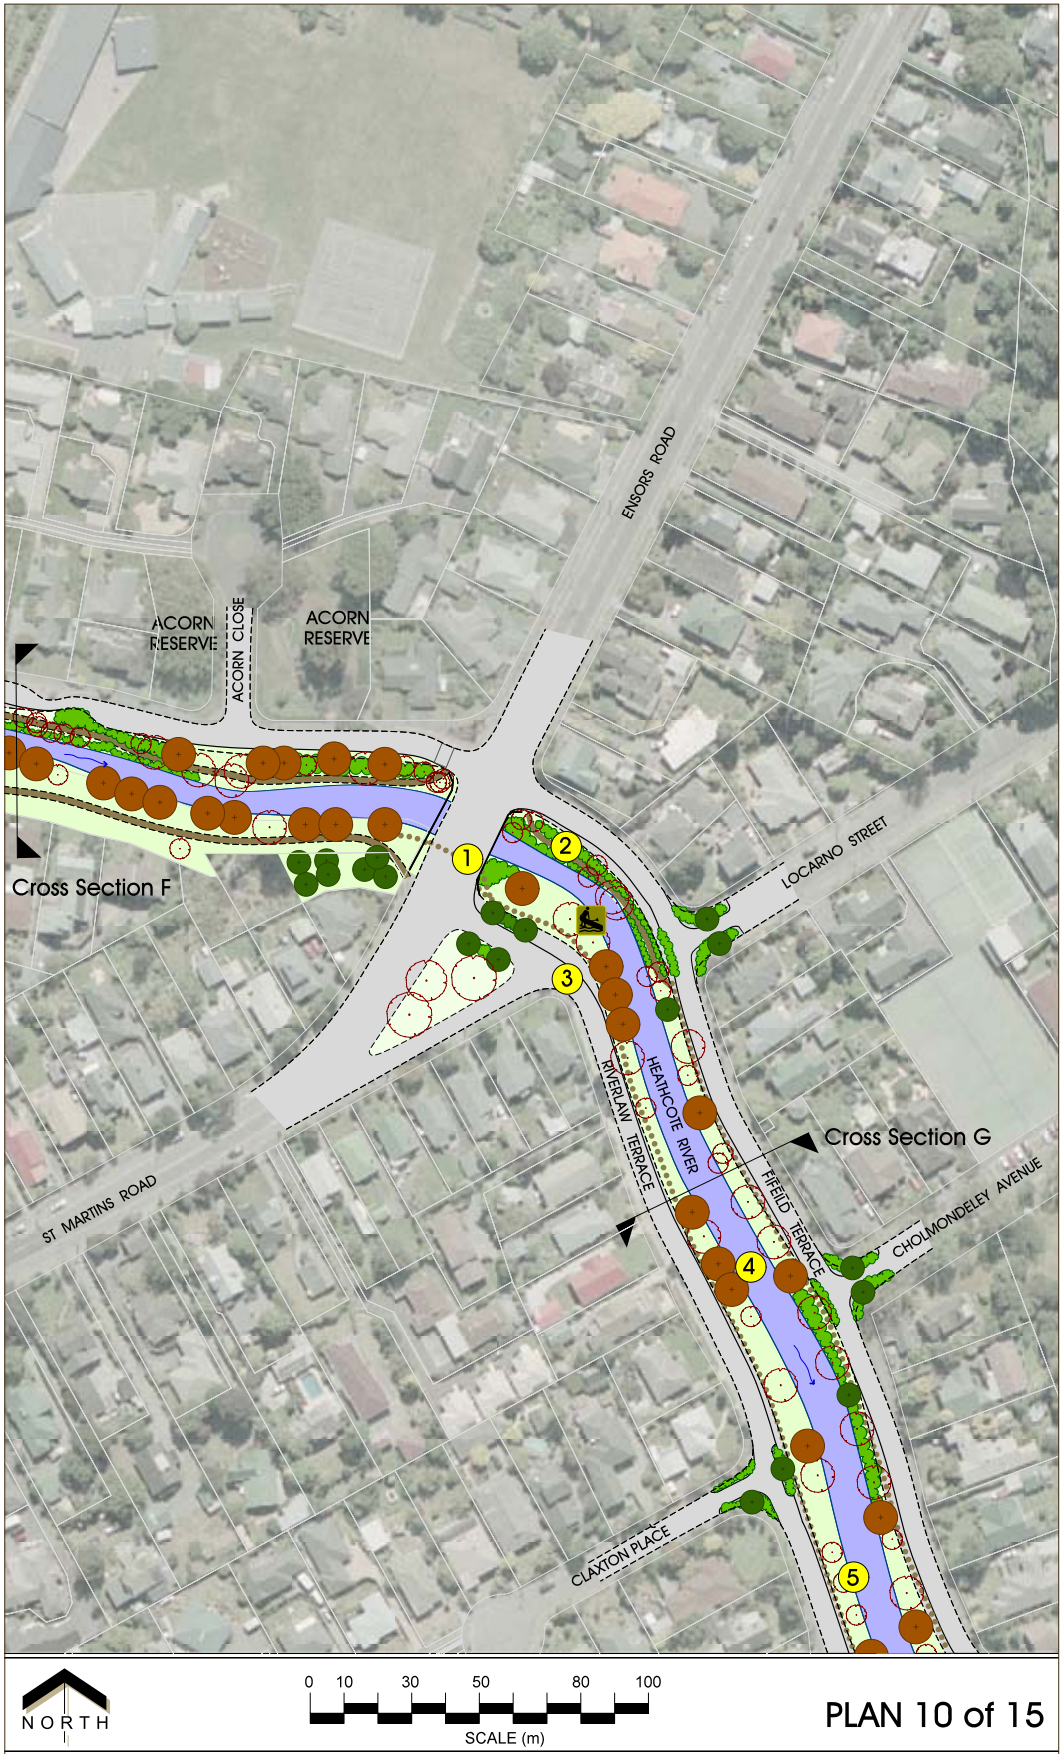 ENSORS ROAD
ACORN
RESERVE
ACORN CLOSE
ACORN
RESERVE
Cross Section F
1
2
LOCARNO STREET
3
HEATHCOTE RIVER
RIVERLAW TERRACE
Cross Section G
FIFEILD TERRACE
CHOLMONDELEY AVENUE
ST MARTINS ROAD
4
CLAXTON PLACE
5
NORTH
0 10 30 50 80 100
SCALE (m)
PLAN 10 of 15